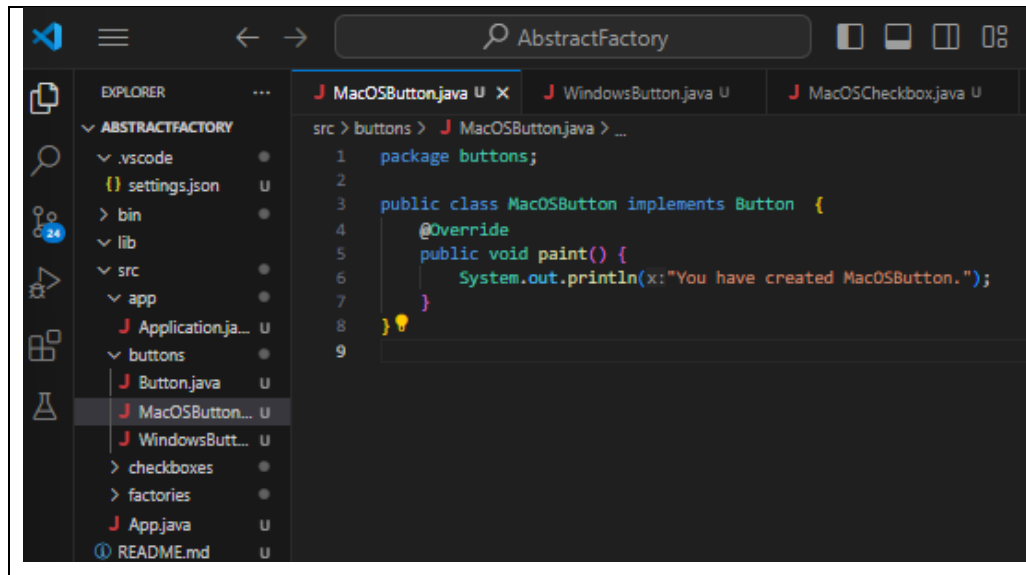 AbstractFactory
EXPLORER ...
MacOSButton.java U
WindowsButton.java U
MacOSCheckbox.java U
ABSTRACTFACTORY
src > buttons > J MacOSButton.java > ...
.vscode
{} settings.json U
> bin
lib
src
app
J Application.ja... U
buttons
J Button.java U
J MacOSButton... U
J WindowsButt... U
> checkboxes
> factories
J App.java U
README.md U
24
1 package buttons;
2
3 public class MacOSButton implements Button {
4 @Override
5 public void paint() {
6 System.out.println(x:"You have created MacOSButton.");
7 }
8 }
9